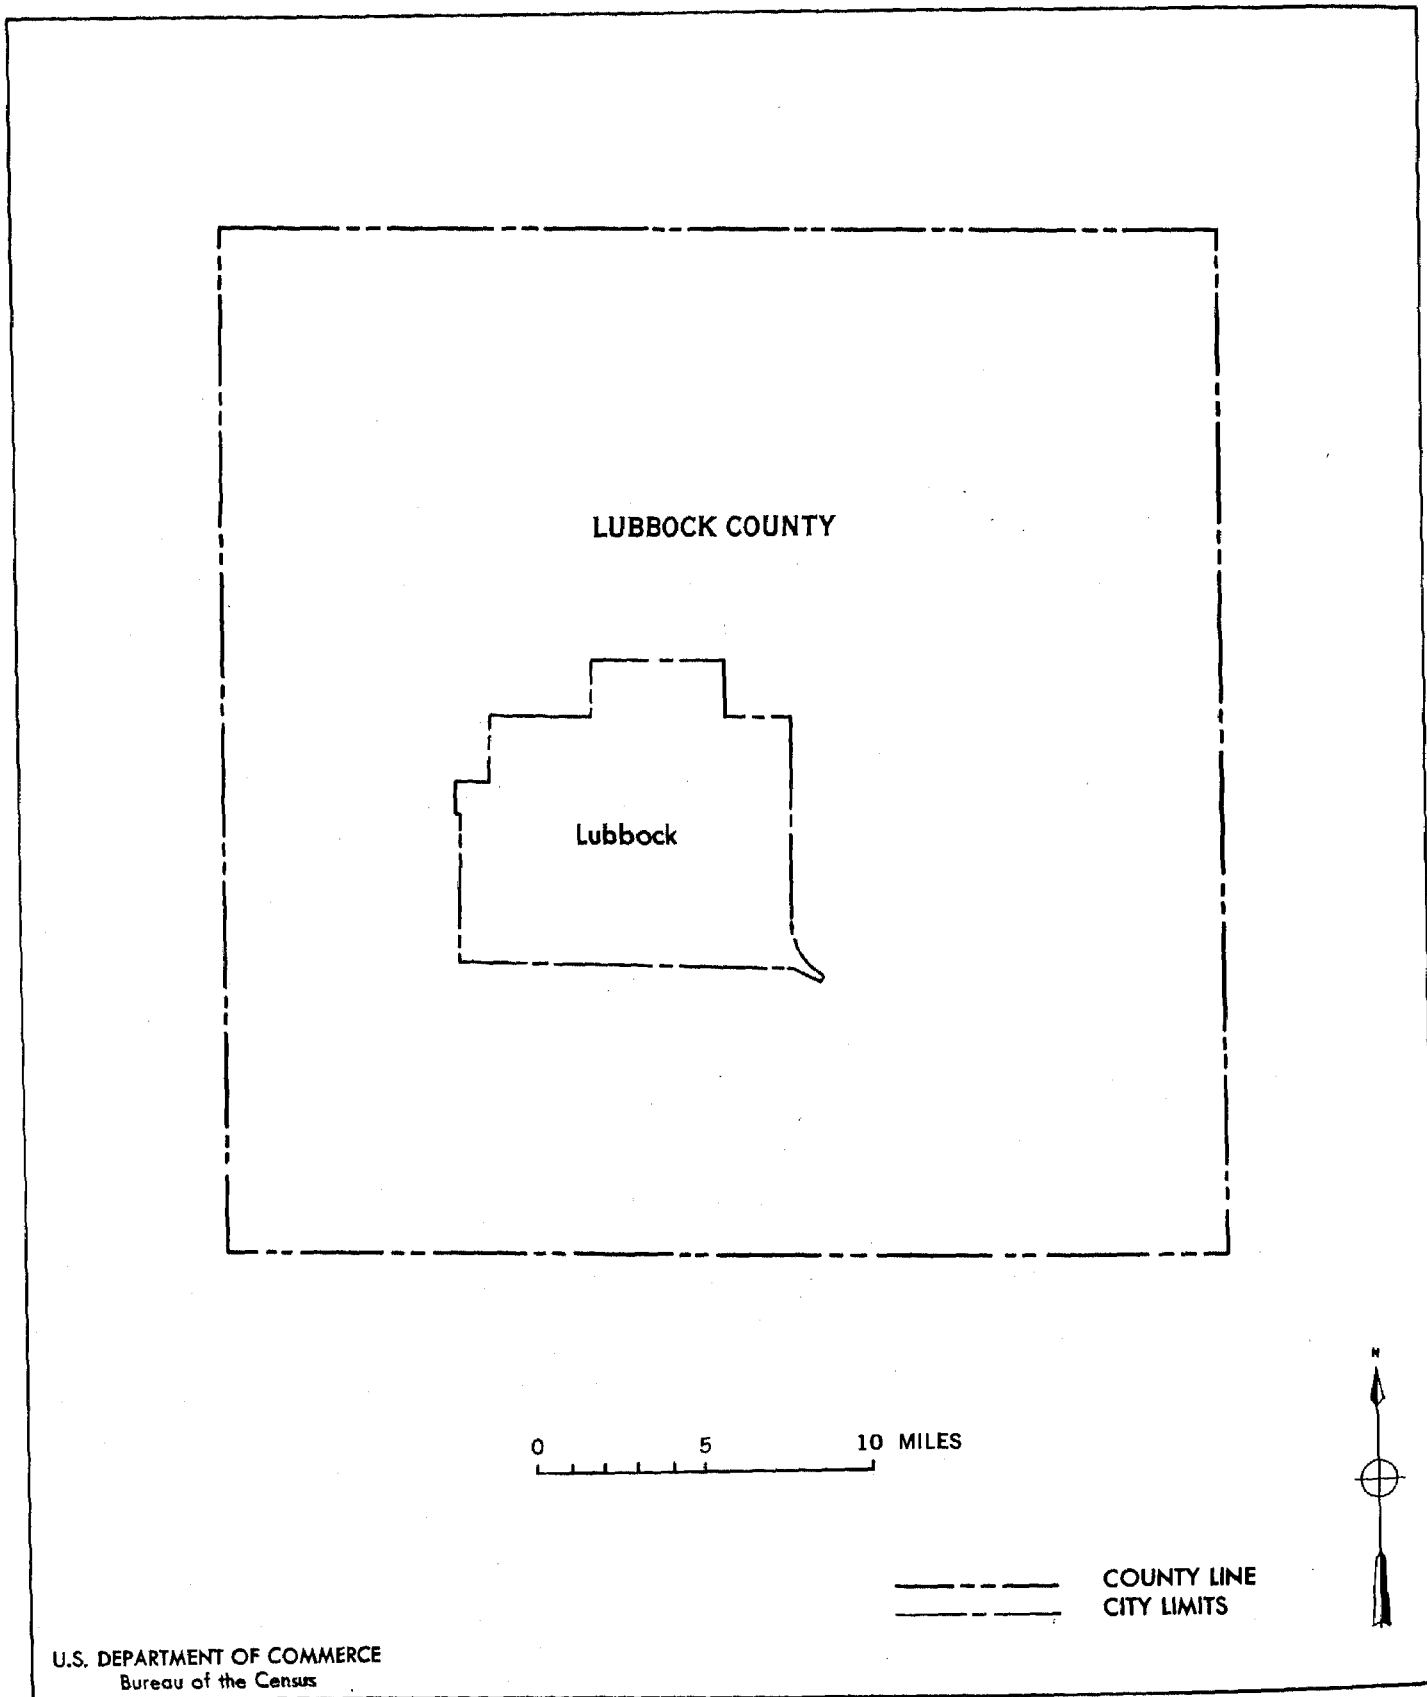 LUBBOCK COUNTY
Lubbock
0 5 10 MILES
N
COUNTY LINE
CITY LIMITS
U.S. DEPARTMENT OF COMMERCE
Bureau of the Census